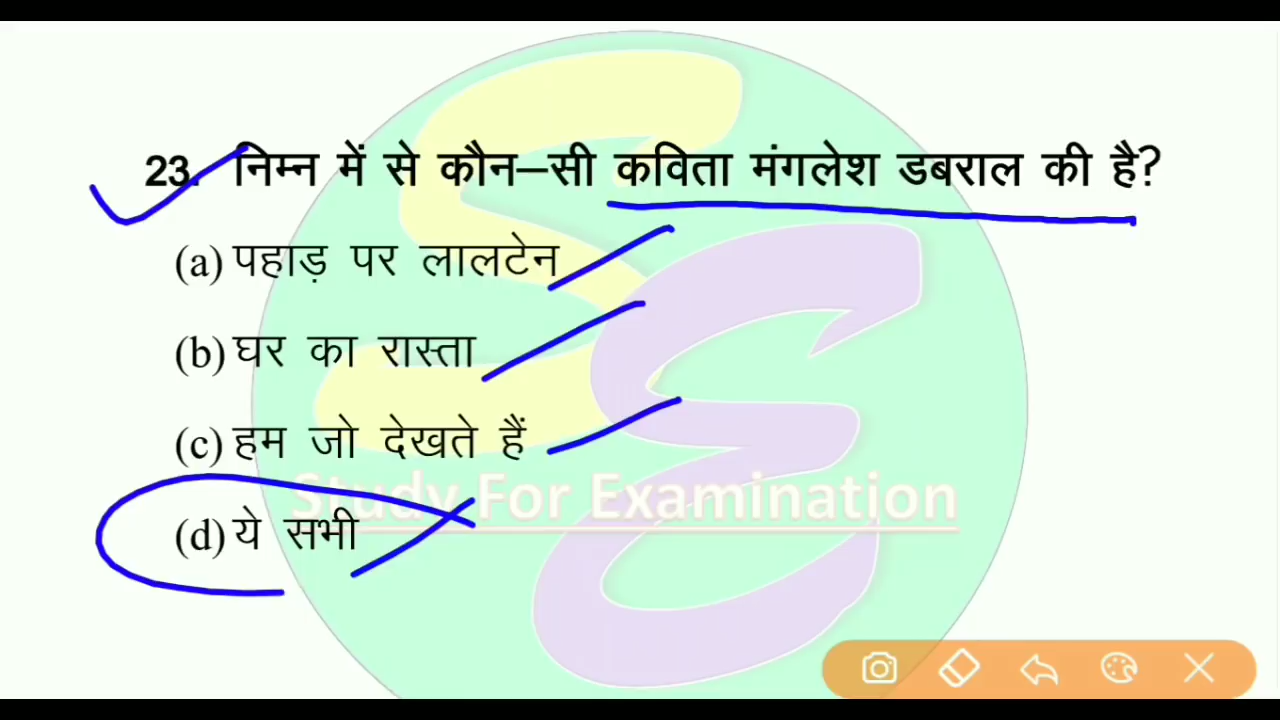 23. निम्न में से कौन–सी कविता मंगलेश डबराल की है?
(a) पहाड़ पर लालटेन
(b) घर का रास्ता
(c) हम जो देखते हैं
Study For Examination
(d) ये सभी